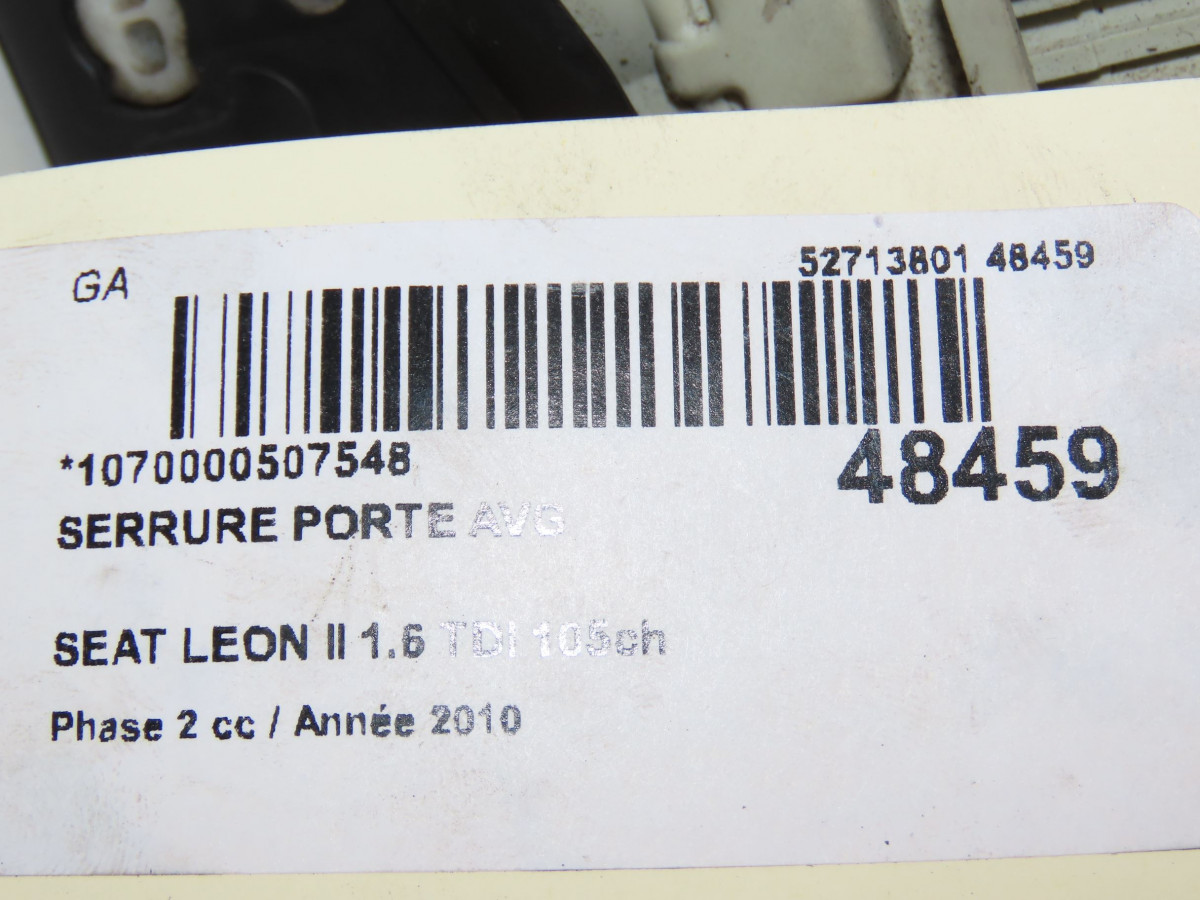 GA
52713801 48459
*1070000507548
48459
SERRURE PORTE AVG
SEAT LEON II 1.6 TDI 105ch
Phase 2 cc / Année 2010